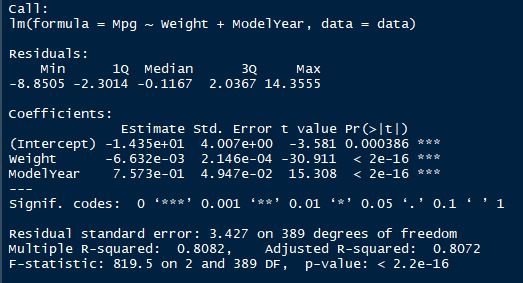 Call:
lm(formula = Mpg ~ Weight + ModelYear, data = data)
Residuals:
Min 1Q Median 3Q Max
-8.8505 -2.3014 -0.1167 2.0367 14.3555
Coefficients:
Estimate Std. Error t value Pr(>|t|)
(Intercept) -1.435e+01 4.007e+00 -3.581 0.000386 ***
Weight -6.632e-03 2.146e-04 -30.911 < 2e-16 ***
ModelYear 7.573e-01 4.947e-02 15.308 < 2e-16 ***
---
Signif. codes: 0 ‘***’ 0.001 ‘**’ 0.01 ‘*’ 0.05 ‘.’ 0.1 ‘ ’ 1
Residual standard error: 3.427 on 389 degrees of freedom
Multiple R-squared: 0.8082, Adjusted R-squared: 0.8072
F-statistic: 819.5 on 2 and 389 DF, p-value: < 2.2e-16